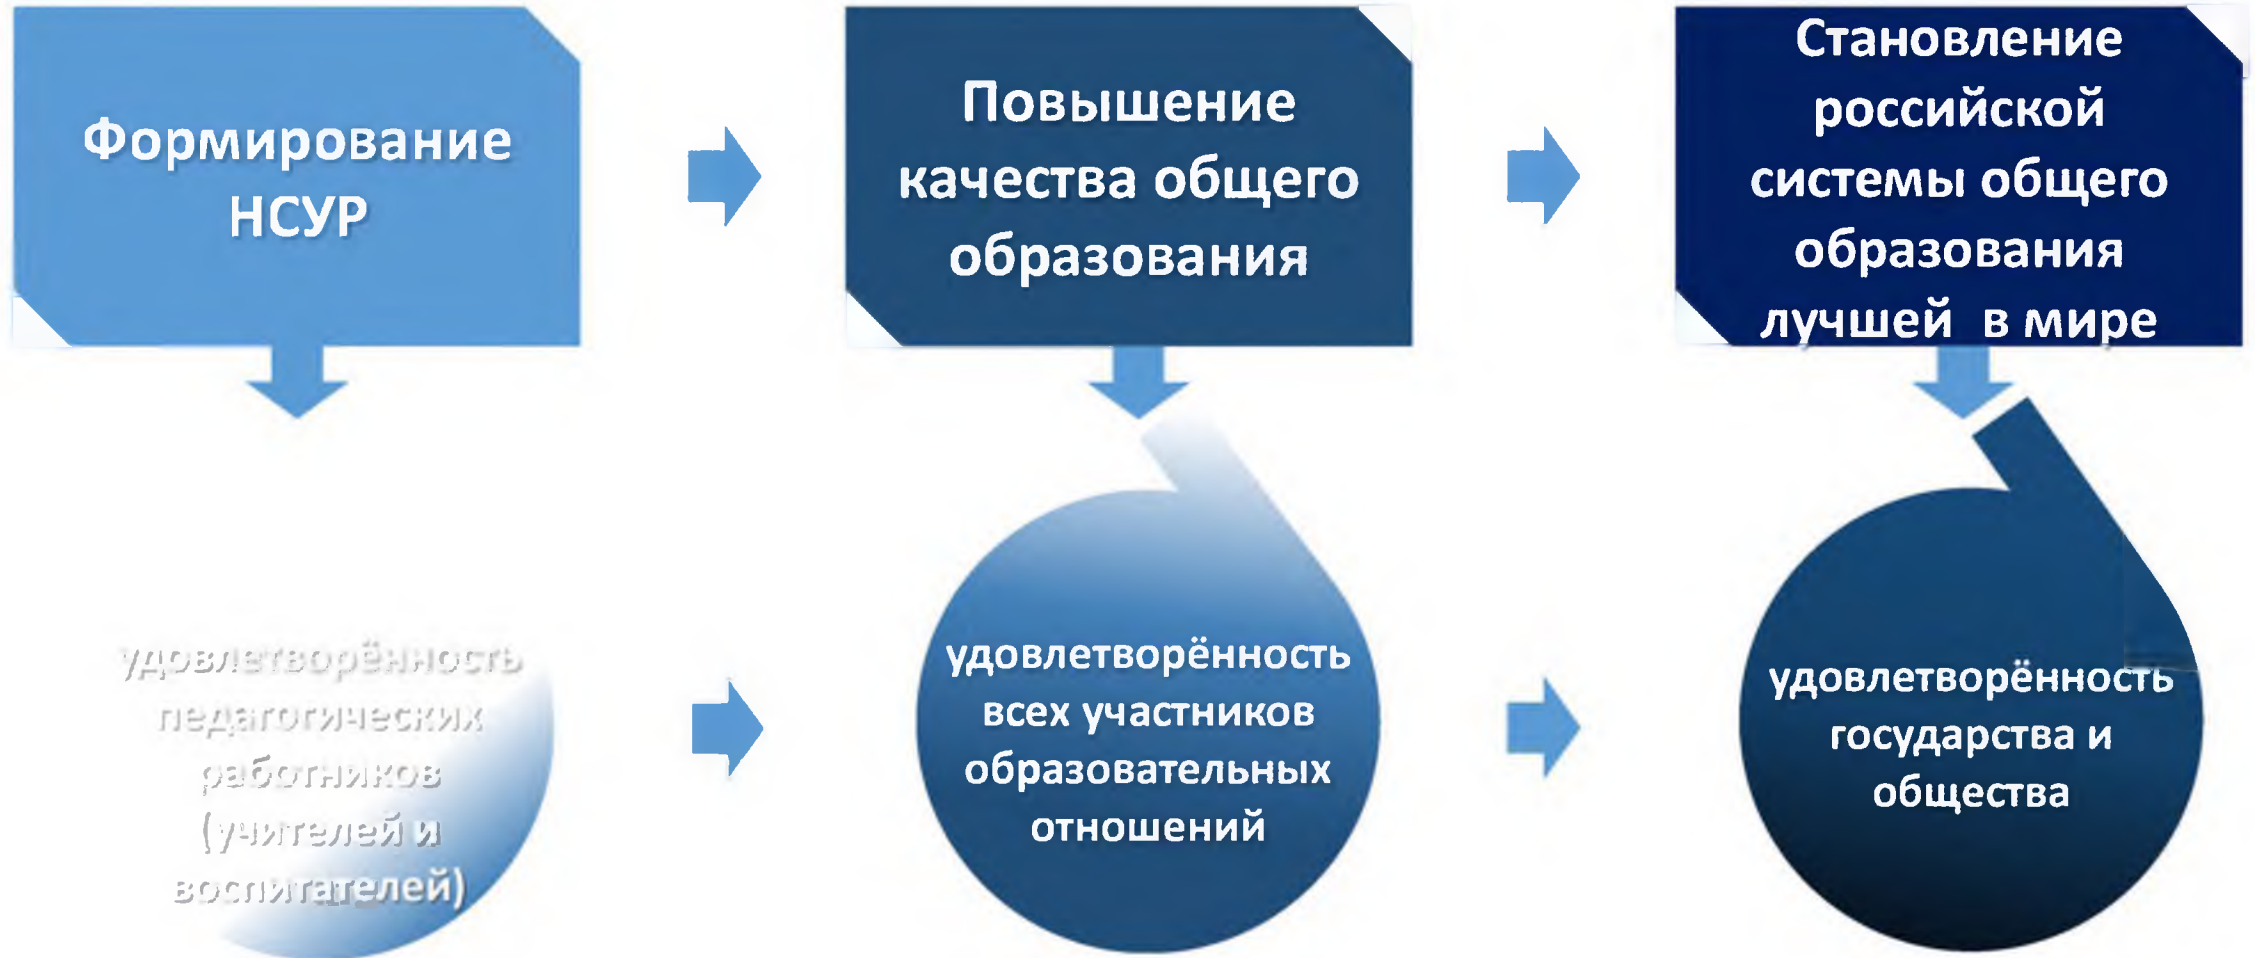 Формирование
НСУР
Повышение
качества общего
образования
Становление
российской
системы общего
образования
лучшей в мире
удовлетворённость
педагогических
работников
(учителей и
воспитателей)
удовлетворённость
всех участников
образовательных
отношений
удовлетворённость
государства и
общества